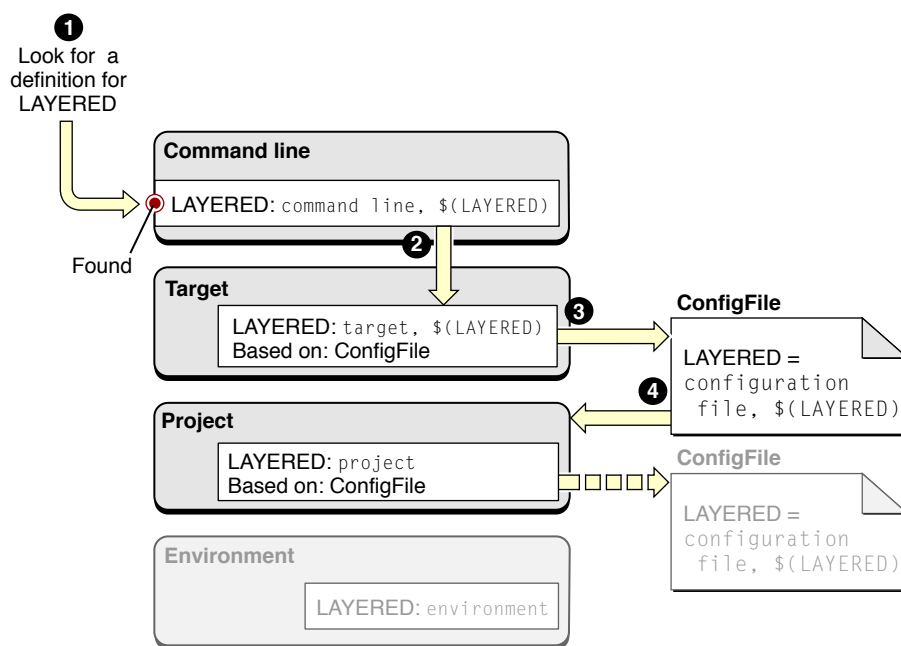 1
Look for a
definition for
LAYERED
Command line
LAYERED: command line, $(LAYERED)
Found
2
Target
LAYERED: target, $(LAYERED)
Based on: ConfigFile
3
ConfigFile
LAYERED =
configuration
file, $(LAYERED)
4
Project
LAYERED: project
Based on: ConfigFile
ConfigFile
LAYERED =
configuration
file, $(LAYERED)
Environment
LAYERED: environment